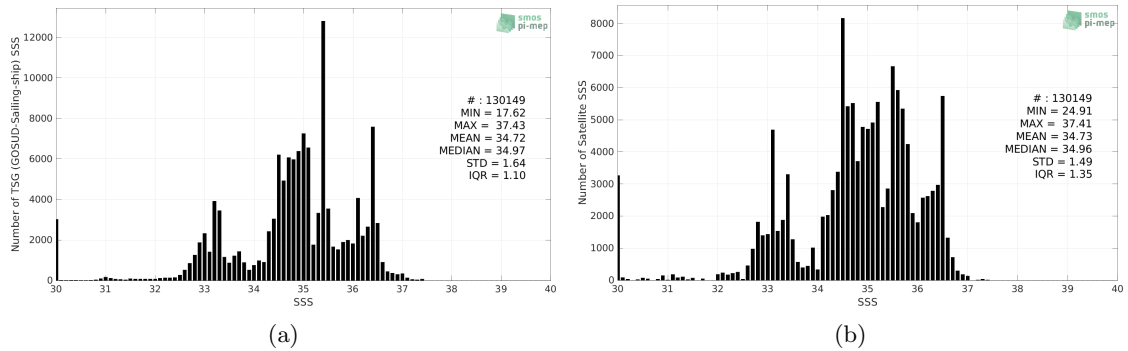 smos
pi-mep
Number of TSG (GOSUD-Sailing-ship) SSS
12000
10000
8000
6000
4000
2000
0
# : 130149
MIN = 17.62
MAX = 37.43
MEAN = 34.72
MEDIAN = 34.97
STD = 1.64
IQR = 1.10
30 31 32 33 34 35 36 37 38 39 40
SSS
(a)
smos
pi-mep
Number of Satellite SSS
8000
7000
6000
5000
4000
3000
2000
1000
0
# : 130149
MIN = 24.91
MAX = 37.41
MEAN = 34.73
MEDIAN = 34.96
STD = 1.49
IQR = 1.35
30 31 32 33 34 35 36 37 38 39 40
SSS
(b)